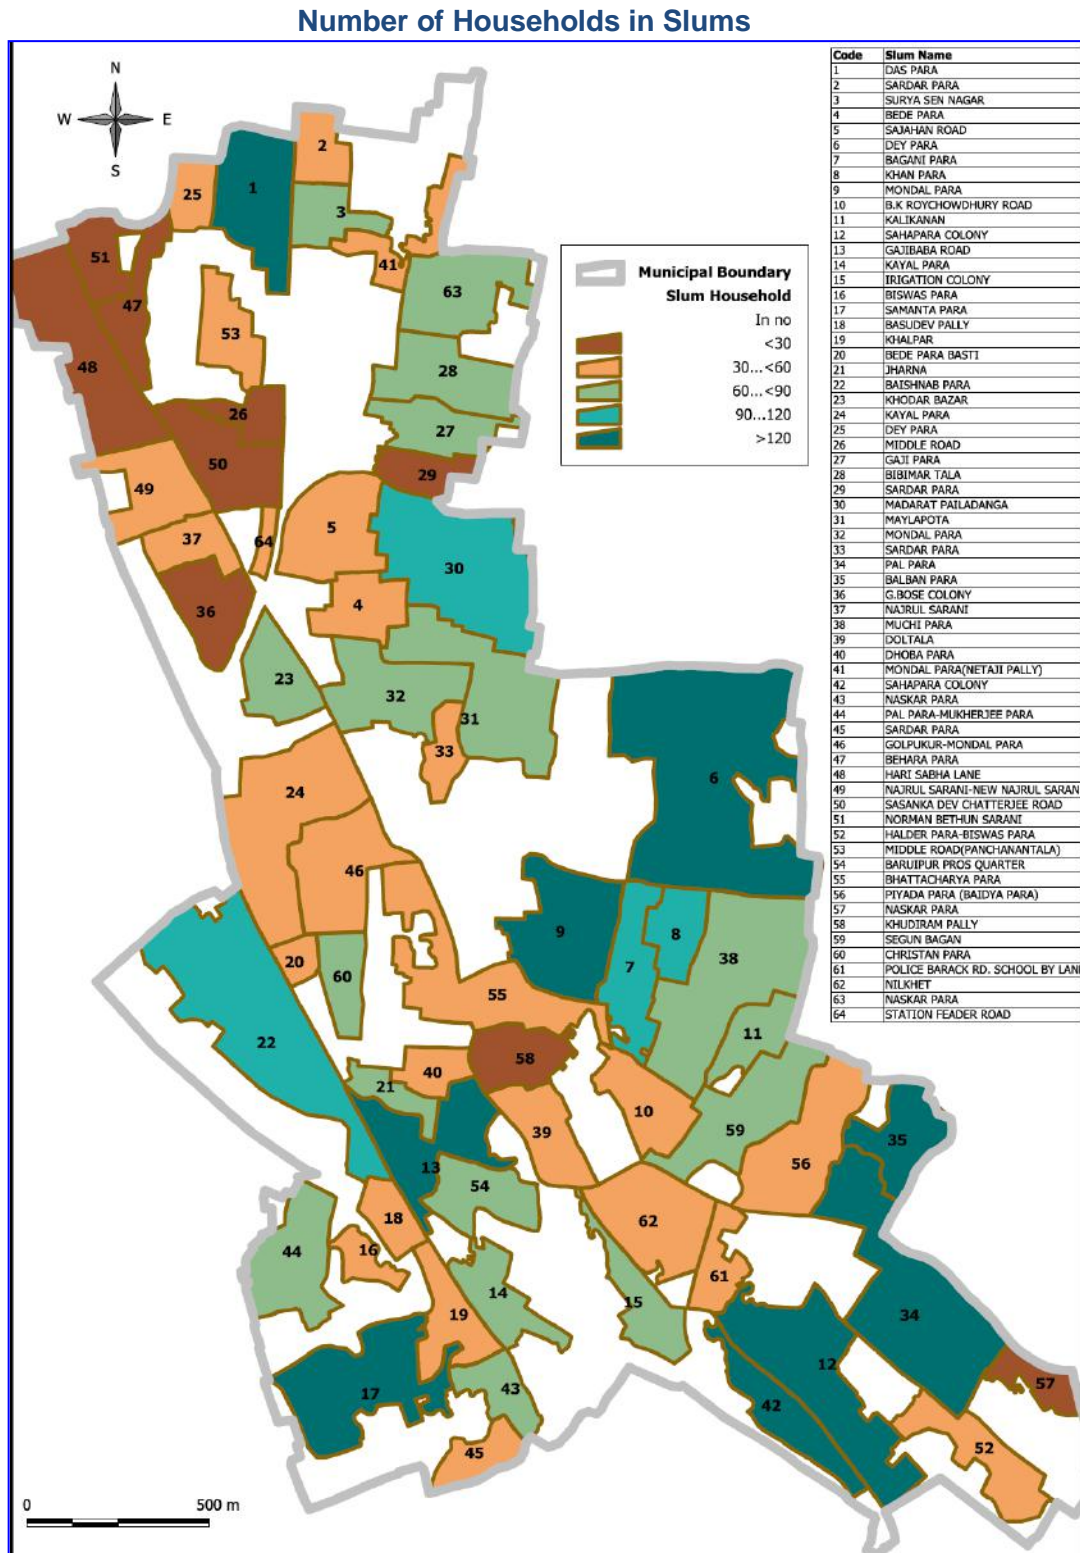 Number of Households in Slums
N
W E
S
Municipal Boundary
Slum Household
In no
<30
30...<60
60...<90
90...120
>120
Code Slum Name
1 DAS PARA
2 SARDAR PARA
3 SURYA SEN NAGAR
4 BEDE PARA
5 SAJAHAN ROAD
6 DEY PARA
7 BAGANI PARA
8 KHAN PARA
9 MONDAL PARA
10 B.K ROYCHOWDHURY ROAD
11 KALIKANAN
12 SAHAPARA COLONY
13 GAJIBABA ROAD
14 KAYAL PARA
15 IRIGATION COLONY
16 BISWAS PARA
17 SAMANTA PARA
18 BASUDEV PALLY
19 KHALPAR
20 BEDE PARA BASTI
21 JHARNA
22 BAISHNAB PARA
23 KHODAR BAZAR
24 KAYAL PARA
25 DEY PARA
26 MIDDLE ROAD
27 GAJI PARA
28 BIBIMAR TALA
29 SARDAR PARA
30 MADARAT PAILADANGA
31 MAYLAPOTA
32 MONDAL PARA
33 SARDAR PARA
34 PAL PARA
35 BALBAN PARA
36 G.BOSE COLONY
37 NAJRUL SARANI
38 MUCHI PARA
39 DOLTALA
40 DHOBA PARA
41 MONDAL PARA(NETAJI PALLY)
42 SAHAPARA COLONY
43 NASKAR PARA
44 PAL PARA-MUKHERJEE PARA
45 SARDAR PARA
46 GOLPUKUR-MONDAL PARA
47 BEHARA PARA
48 HARI SABHA LANE
49 NAJRUL SARANI-NEW NAJRUL SARAN
50 SASANKA DEV CHATTERJEE ROAD
51 NORMAN BETHUN SARANI
52 HALDER PARA-BISWAS PARA
53 MIDDLE ROAD(PANCHANANTALA)
54 BARUIPUR PROS QUARTER
55 BHATTACHARYA PARA
56 PIYADA PARA (BAIDYA PARA)
57 NASKAR PARA
58 KHUDIRAM PALLY
59 SEGUN BAGAN
60 CHRISTAN PARA
61 POLICE BARACK RD. SCHOOL BY LANE
62 NILKHET
63 NASKAR PARA
64 STATION FEADER ROAD
2
1
25
3
51
41
63
47
53
48
28
26
27
50
29
49
5
37
64
30
4
36
23
32
31
33
6
24
46
9
8
38
20
60
7
55
11
22
58
40
21
10
39
59
35
13
56
54
18
62
44
16
61
14
15
19
34
12
57
43
17
42
52
45
0 500 m